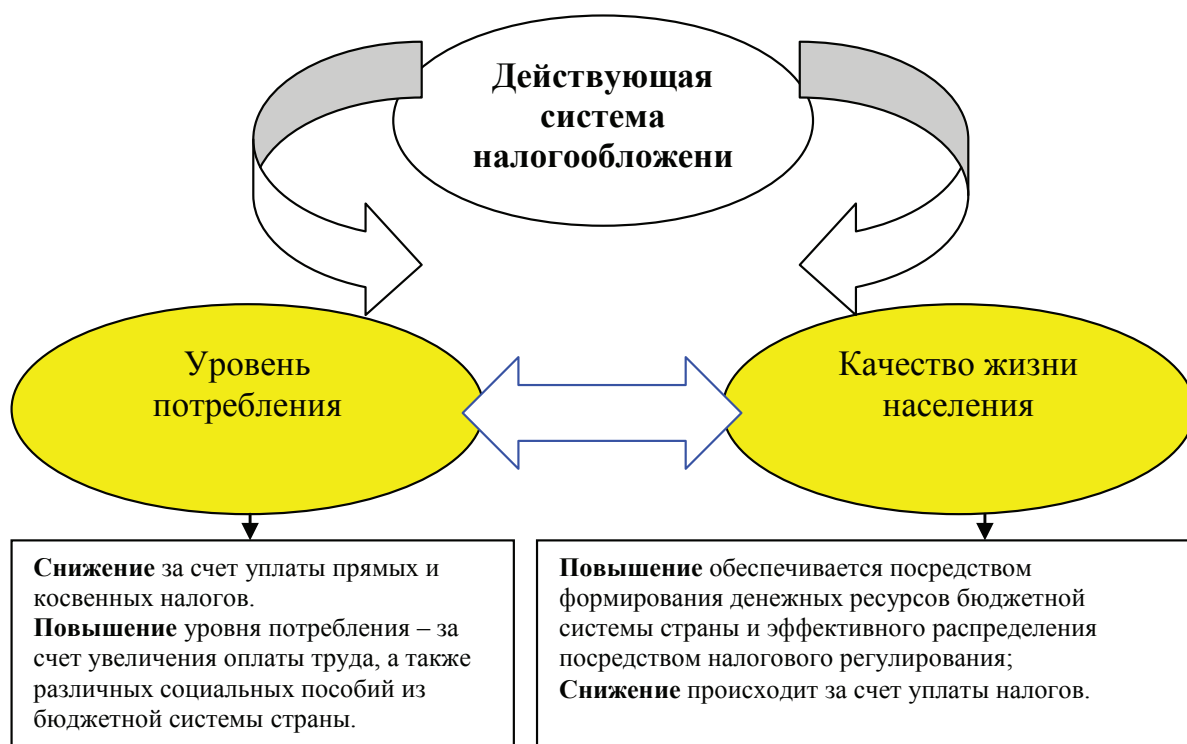 Действующая
система
налогообложени
Уровень
потребления
Качество жизни
населения
Снижение за счет уплаты прямых и
косвенных налогов.
Повышение уровня потребления – за
счет увеличения оплаты труда, а также
различных социальных пособий из
бюджетной системы страны.
Повышение обеспечивается посредством
формирования денежных ресурсов бюджетной
системы страны и эффективного распределения
посредством налогового регулирования;
Снижение происходит за счет уплаты налогов.